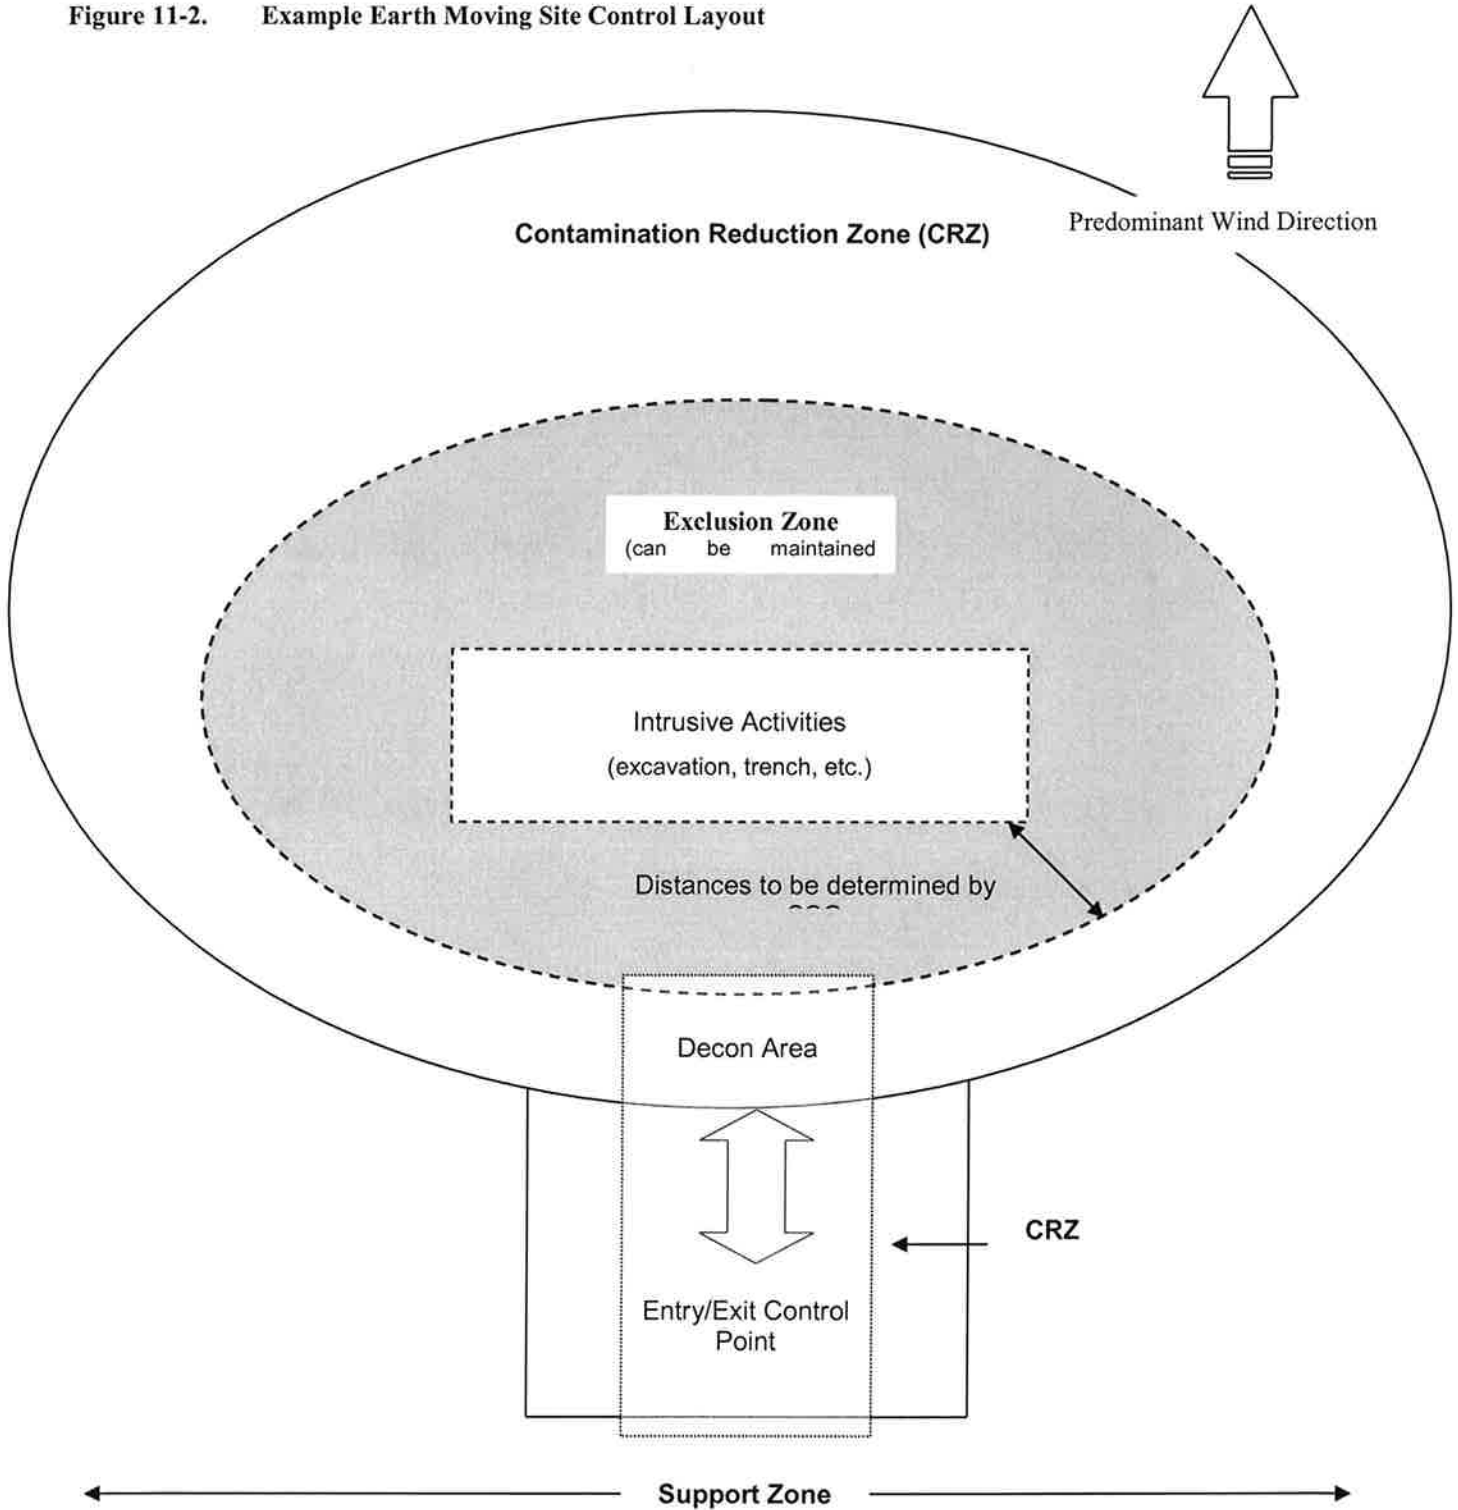 Figure 11-2. Example Earth Moving Site Control Layout
Predominant Wind Direction
Contamination Reduction Zone (CRZ)
Exclusion Zone
(can be maintained
Intrusive Activities
(excavation, trench, etc.)
Distances to be determined by
Decon Area
CRZ
Entry/Exit Control
Point
Support Zone